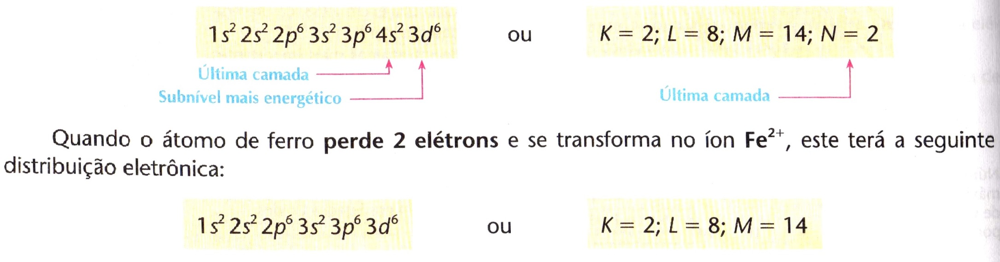 1s² 2s² 2p⁶ 3s² 3p⁶ 4s² 3d⁶ ou K = 2; L = 8; M = 14; N = 2
Última camada
Subnível mais energético Última camada
Quando o átomo de ferro perde 2 elétrons e se transforma no íon Fe²⁺, este terá a seguinte
distribuição eletrônica:
1s² 2s² 2p⁶ 3s² 3p⁶ 3d⁶ ou K = 2; L = 8; M = 14